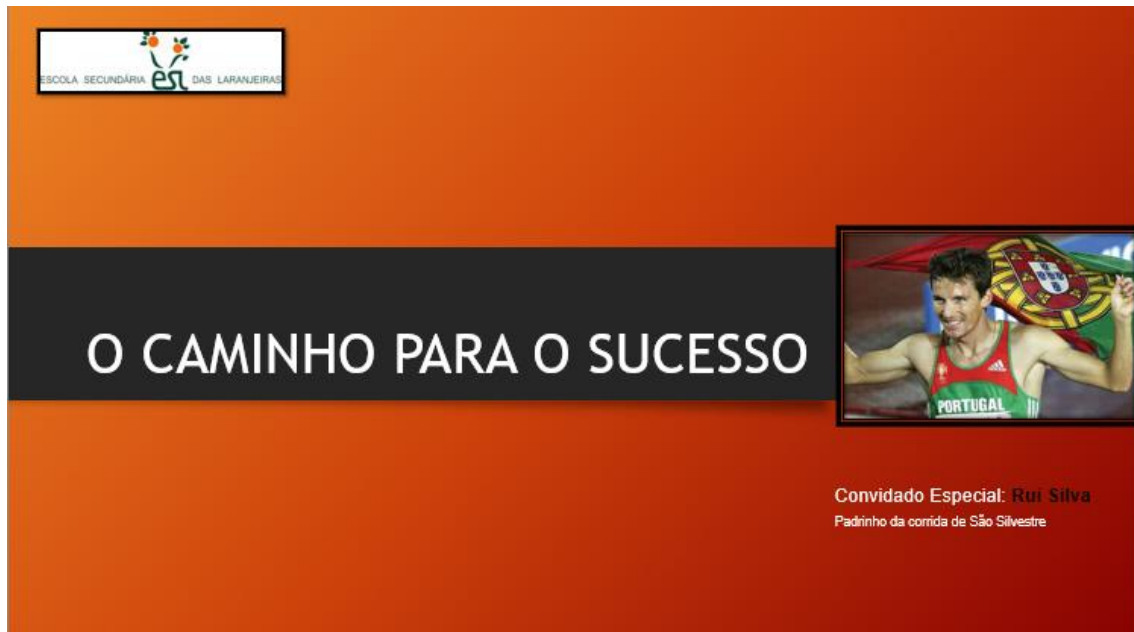 ESCOLA SECUNDÁRIA esl DAS LARANJEIRAS
O CAMINHO PARA O SUCESSO
PORTUGAL
Convidado Especial: Rui Silva
Padrinho da corrida de São Silvestre